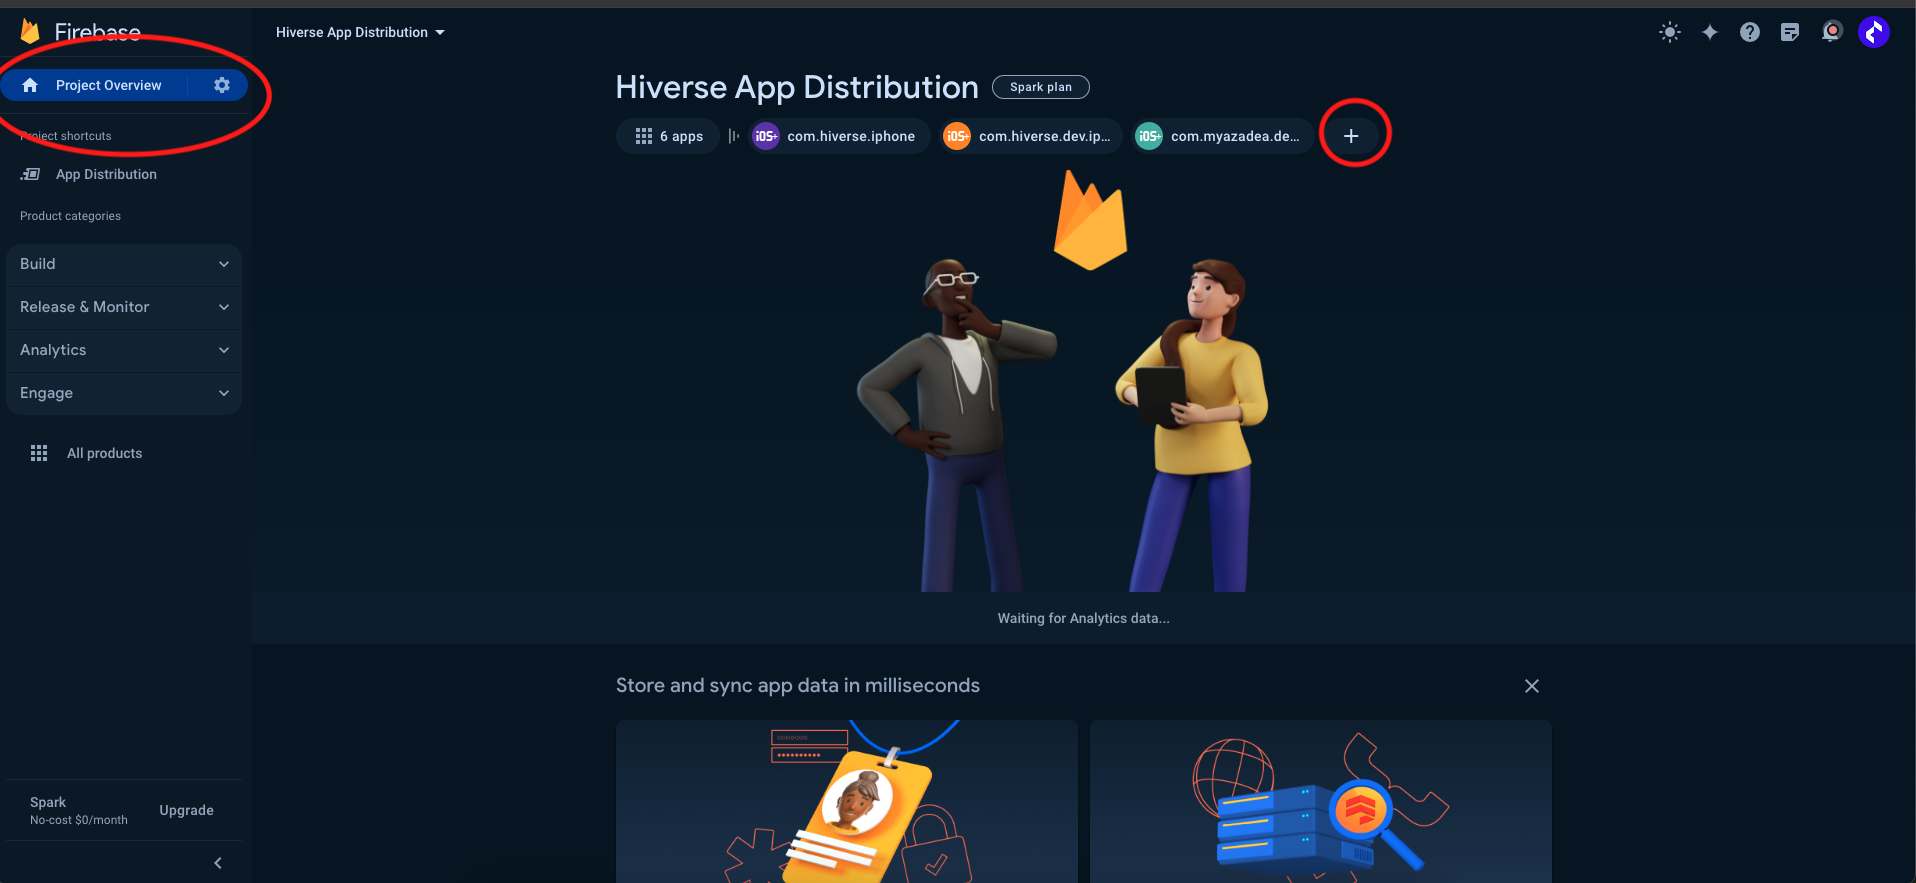 Firebase
Hiverse App Distribution
Project Overview
Hiverse App Distribution
Spark plan
Project shortcuts
6 apps
iOS+
com.hiverse.iphone
iOS+
com.hiverse.dev.ip...
iOS+
com.myazadea.de...
App Distribution
Product categories
Build
Release & Monitor
Analytics
Engage
All products
Waiting for Analytics data...
Store and sync app data in milliseconds
Spark
No-cost $0/month
Upgrade